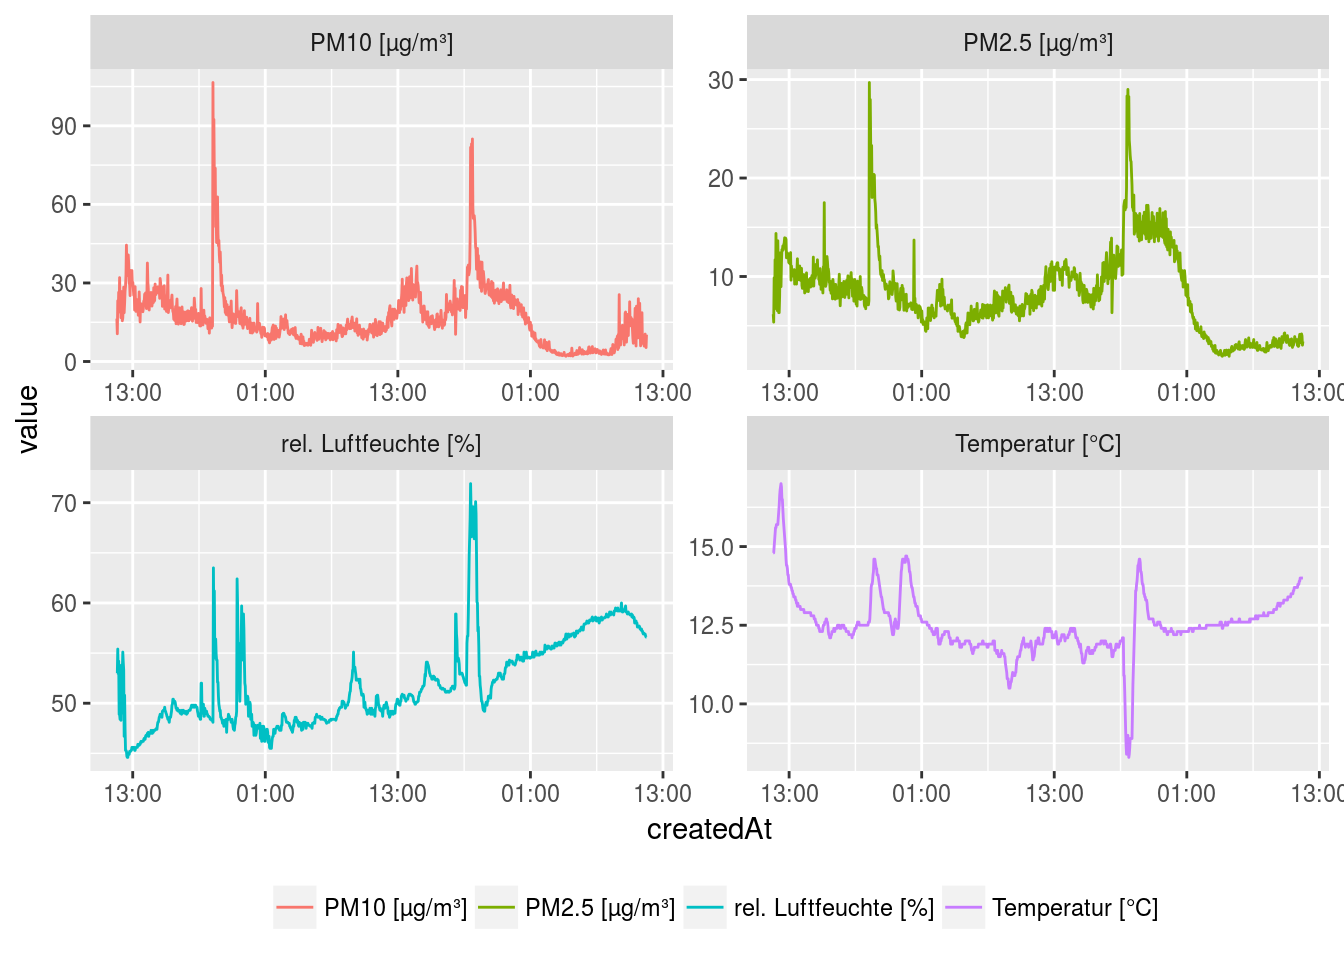 PM10 [µg/m³]
PM2.5 [µg/m³]
90
60
30
0
30
20
10
13:00 01:00 13:00 01:00 13:00
13:00 01:00 13:00 01:00 13:00
value
rel. Luftfeuchte [%]
Temperatur [°C]
70
60
50
15.0
12.5
10.0
13:00 01:00 13:00 01:00 13:00
13:00 01:00 13:00 01:00 13:00
createdAt
PM10 [µg/m³] PM2.5 [µg/m³] rel. Luftfeuchte [%] Temperatur [°C]